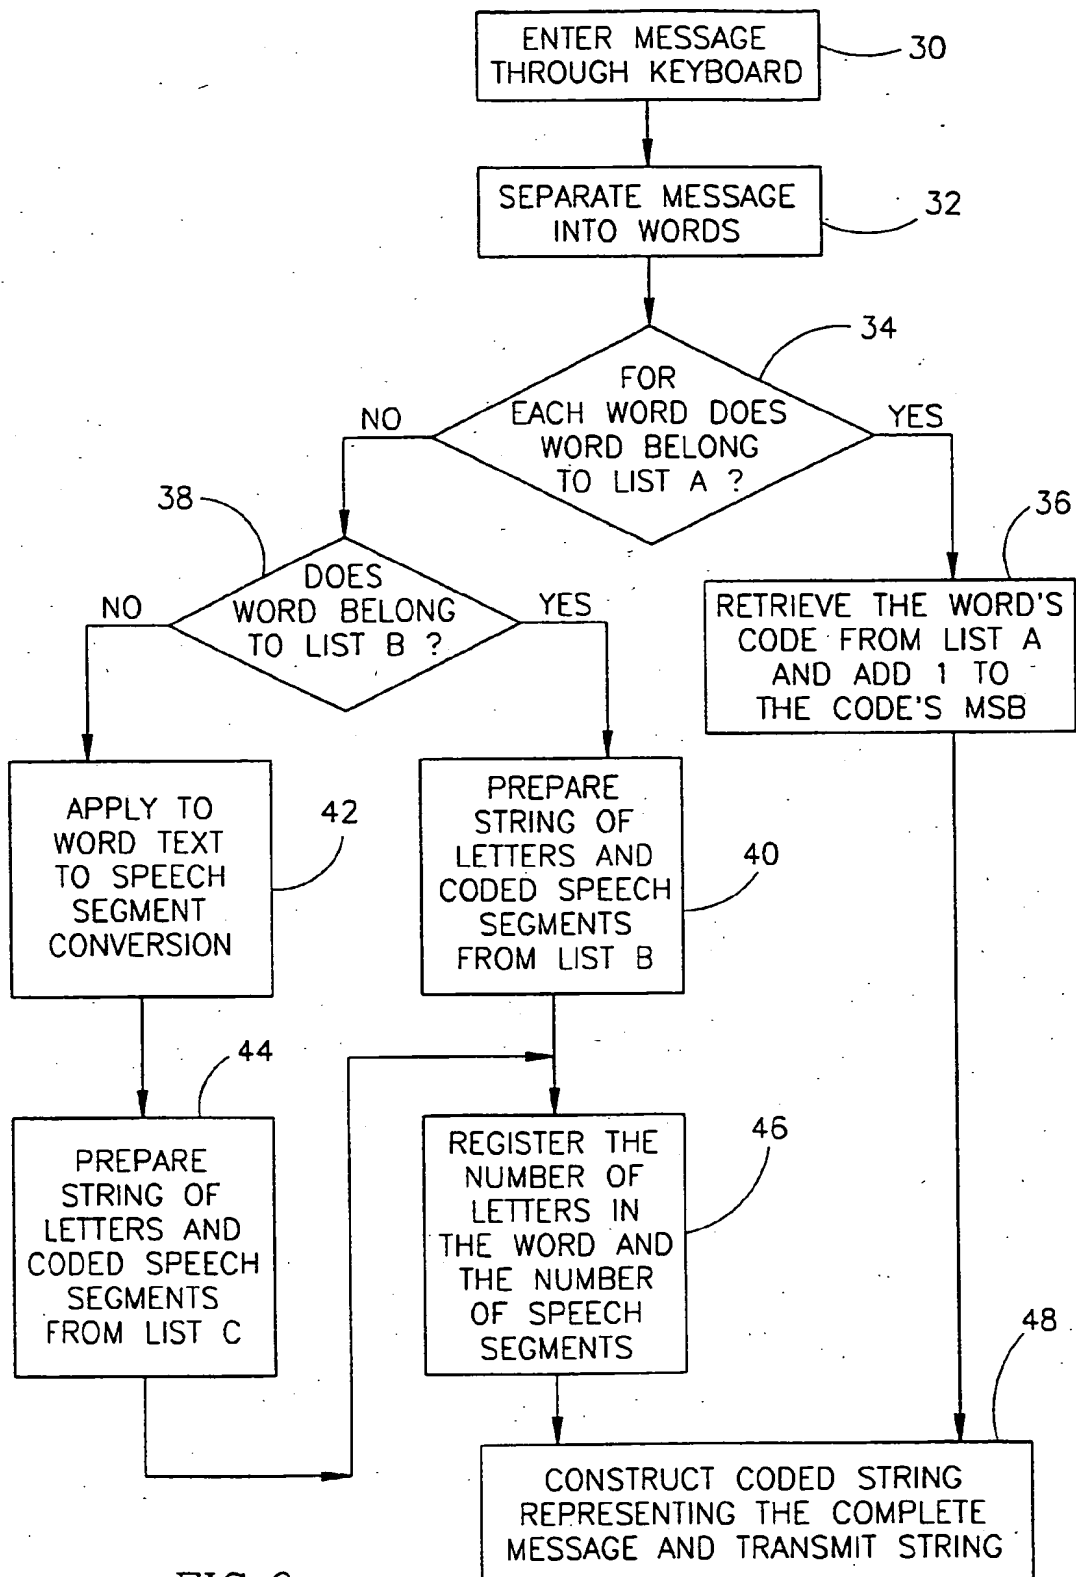 ENTER MESSAGE
THROUGH KEYBOARD
30
SEPARATE MESSAGE
INTO WORDS
32
34
FOR
EACH WORD DOES
WORD BELONG
TO LIST A ?
NO
YES
38
DOES
WORD BELONG
TO LIST B ?
NO
YES
36
RETRIEVE THE WORD'S
CODE FROM LIST A
AND ADD 1 TO
THE CODE'S MSB
APPLY TO
WORD TEXT
TO SPEECH
SEGMENT
CONVERSION
42
PREPARE
STRING OF
LETTERS AND
CODED SPEECH
SEGMENTS
FROM LIST B
40
44
PREPARE
STRING OF
LETTERS AND
CODED SPEECH
SEGMENTS
FROM LIST C
REGISTER THE
NUMBER OF
LETTERS IN
THE WORD AND
THE NUMBER
OF SPEECH
SEGMENTS
46
48
CONSTRUCT CODED STRING
REPRESENTING THE COMPLETE
MESSAGE AND TRANSMIT STRING